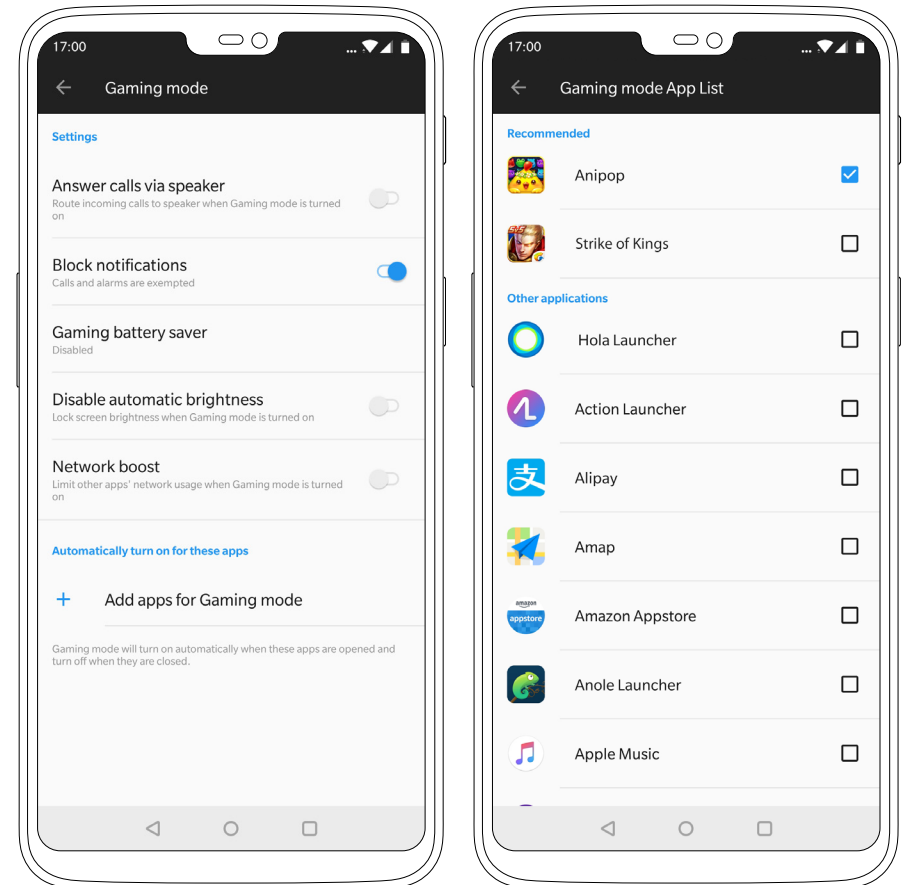 17:00
...
Gaming mode
Settings
Answer calls via speaker
Route incoming calls to speaker when Gaming mode is turned
on
Block notifications
Calls and alarms are exempted
Gaming battery saver
Disabled
Disable automatic brightness
Lock screen brightness when Gaming mode is turned on
Network boost
Limit other apps' network usage when Gaming mode is turned
on
Automatically turn on for these apps
+ Add apps for Gaming mode
Gaming mode will turn on automatically when these apps are opened and
turn off when they are closed.
17:00
...
Gaming mode App List
Recommended
Anipop
5v5
Strike of Kings
Other applications
Hola Launcher
Action Launcher
支
Alipay
Amap
amazon
appstore
Amazon Appstore
Anole Launcher
Apple Music